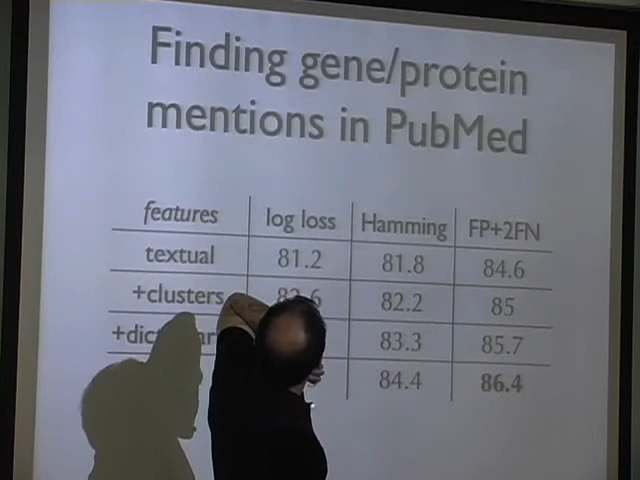 Finding gene/protein
mentions in PubMed
features log loss Hamming FP+2FN
textual 81.2 81.8 84.6
+clusters 82.2 85
83.3 85.7
84.4 86.4